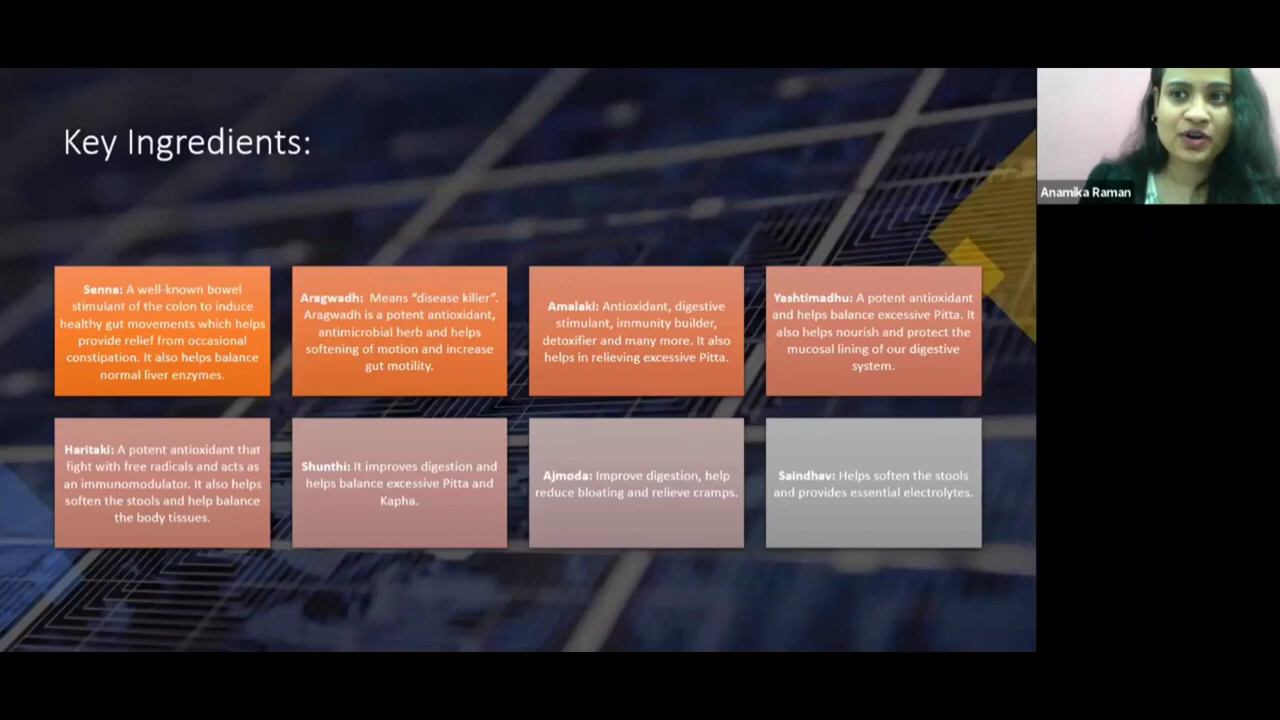 Key Ingredients:
Anamika Raman
Senna: A well-known bowel
stimulant of the colon to induce
healthy gut movements which helps
provide relief from occasional
constipation. It also helps balance
normal liver enzymes.
Aragwadh:  Means “disease killer”.
Aragwadh is a potent antioxidant,
antimicrobial herb and helps
softening of motion and increase
gut motility.
Amalaki: Antioxidant, digestive
stimulant, immunity builder,
detoxifier and many more. It also
helps in relieving excessive Pitta.
Yashtimadhu: A potent antioxidant
and helps balance excessive Pitta. It
also helps nourish and protect the
mucosal lining of our digestive
system.
Haritaki: A potent antioxidant that
fight with free radicals and acts as
an immunomodulator. It also helps
soften the stools and help balance
the body tissues.
Shunthi: It improves digestion and
helps balance excessive Pitta and
Kapha.
Ajmoda: Improve digestion, help
reduce bloating and relieve cramps.
Saindhav: Helps soften the stools
and provides essential electrolytes.